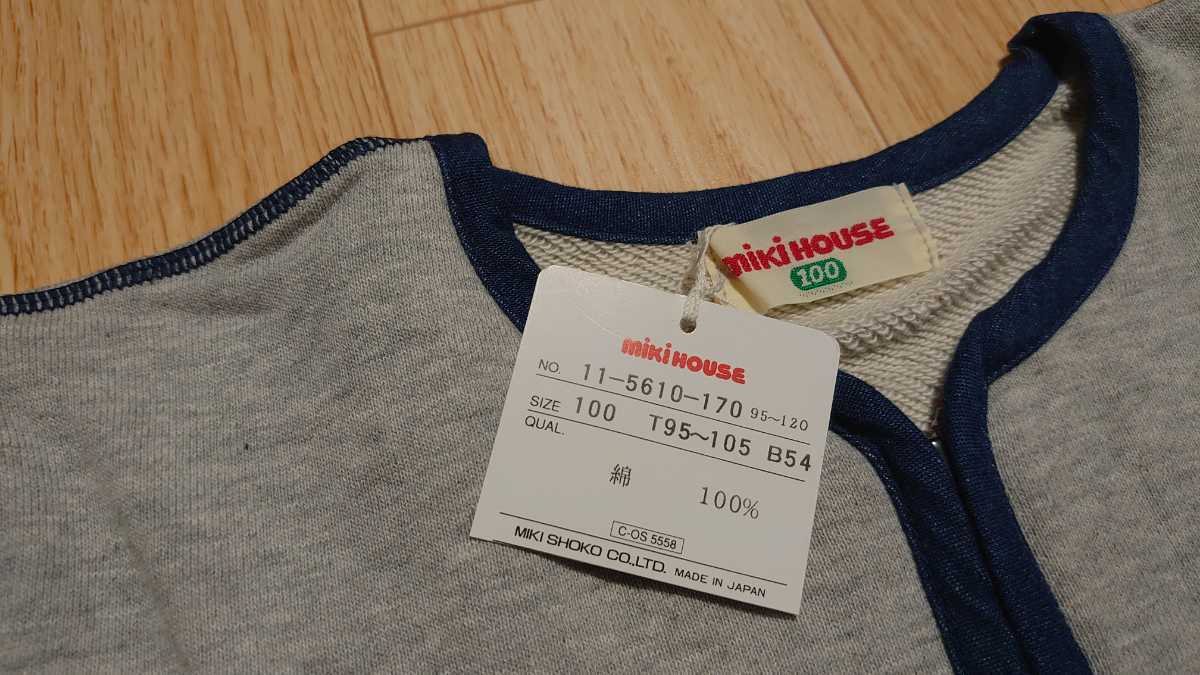 mikiHOUSE
100
mikiHOUSE
NO. 11-5610-170 95~120
SIZE 100 T95~105 B54
QUAL.
綿 100%
C-OS 5558
MIKI SHOKO CO.,LTD. MADE IN JAPAN